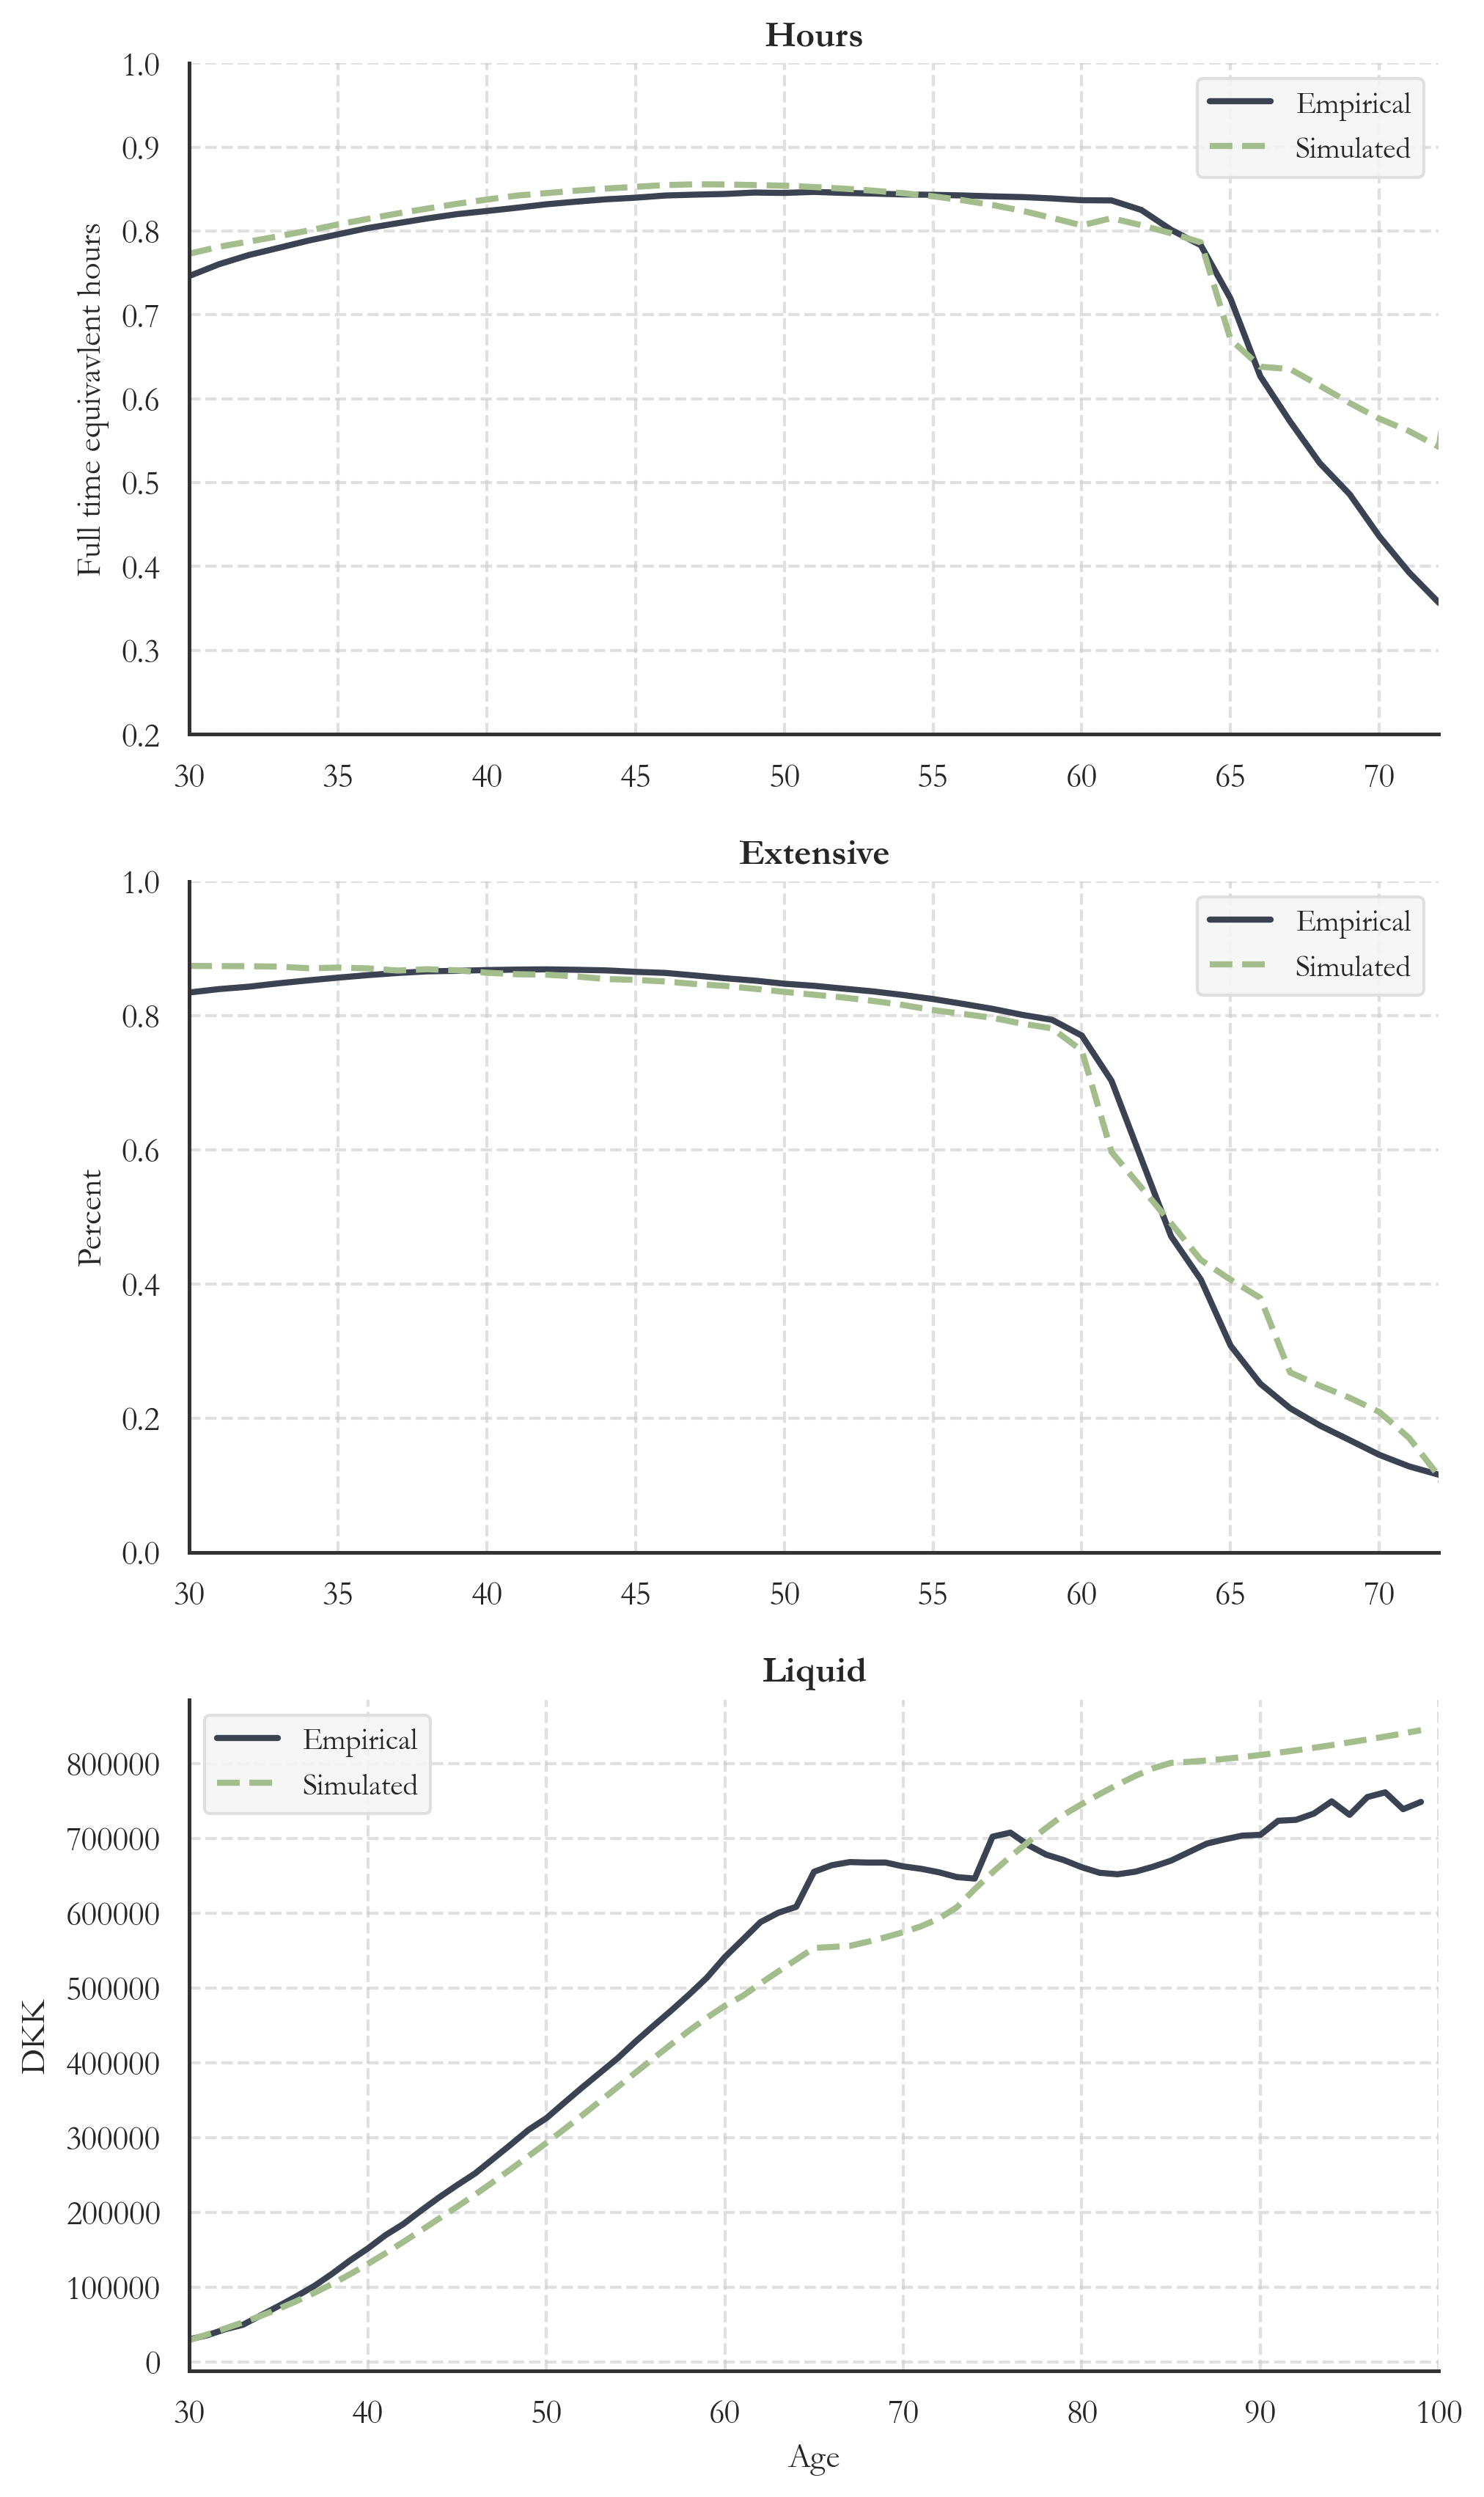 Hours
1.0
0.9
0.8
0.7
0.6
0.5
0.4
0.3
0.2
Full time equivavlent hours
Empirical
Simulated
30 35 40 45 50 55 60 65 70
Extensive
1.0
0.8
0.6
0.4
0.2
0.0
Percent
Empirical
Simulated
30 35 40 45 50 55 60 65 70
Liquid
800000
700000
600000
500000
400000
300000
200000
100000
0
DKK
Empirical
Simulated
30 40 50 60 70 80 90 100
Age